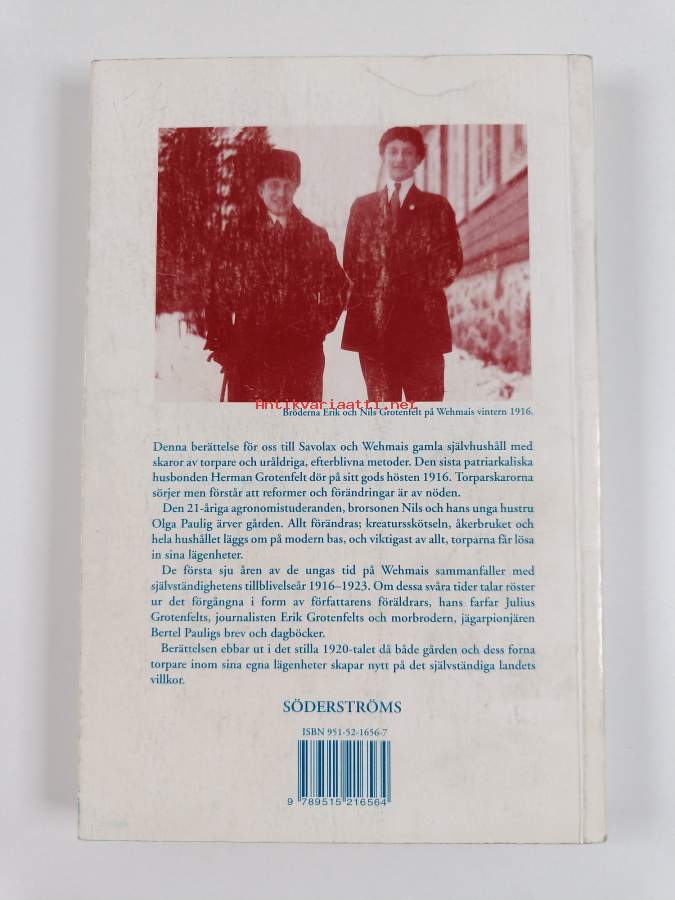 Antikvariaatti.net
Bröderna Erik och Nils Grotenfelt på Wehmais vintern 1916.
Denna berättelse för oss till Savolax och Wehmais gamla självhushåll med
skaror av torpare och uråldriga, efterblivna metoder. Den sista patriarkaliska
husbonden Herman Grotenfelt dör på sitt gods hösten 1916. Torparskarorna
sörjer men förstår att reformer och förändringar är av nöden.
Den 21-åriga agronomistuderanden, brorsonen Nils och hans unga hustru
Olga Paulig ärver gården. Allt förändras; kreatursskötseln, åkerbruket och
hela hushållet läggs om på modern bas, och viktigast av allt, torparna får lösa
in sina lägenheter.
De första sju åren av de ungas tid på Wehmais sammanfaller med
självständighetens tillblivelseår 1916–1923. Om dessa svåra tider talar röster
ur det förgångna i form av författarens föräldrars, hans farfar Julius
Grotenfelts, journalisten Erik Grotenfelts och morbrodern, jägarpionjären
Bertel Pauligs brev och dagböcker.
Berättelsen ebbar ut i det stilla 1920-talet då både gården och dess forna
torpare inom sina egna lägenheter skapar nytt på det självständiga landets
villkor.
SÖDERSTRÖMS
ISBN 951-52-1656-7
9 789515 216564